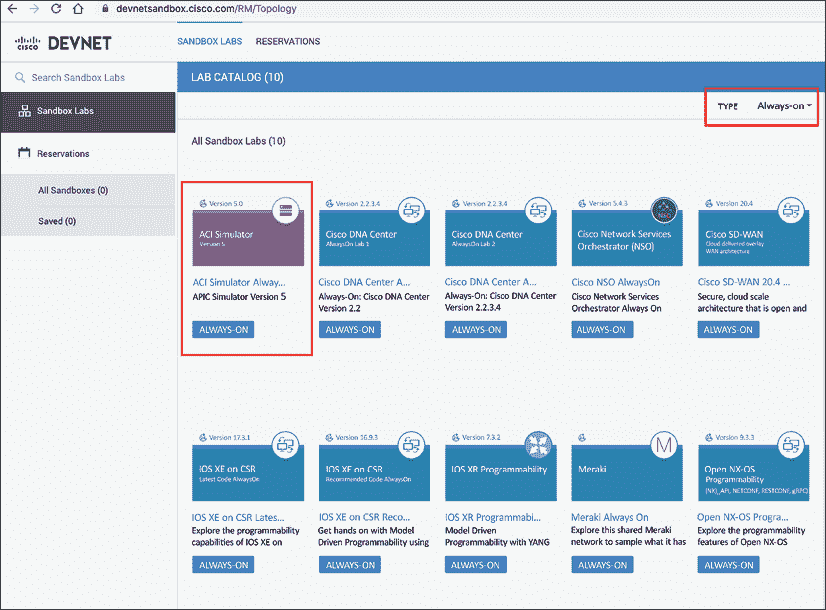 devnetsandbox.cisco.com/RM/Topology
cisco DEVNET
SANDBOX LABS RESERVATIONS
Search Sandbox Labs
LAB CATALOG (10)
Sandbox Labs
TYPE Always-on
Reservations
All Sandbox Labs (10)
All Sandboxes (0)
Saved (0)
Version 5.0
ACI Simulator
Version 5
ACI Simulator Alway...
APIC Simulator Version 5
ALWAYS-ON
Version 2.2.3.4
Cisco DNA Center
AlwaysOn Lab 1
Cisco DNA Center A...
Always-On: Cisco DNA Center
Version 2.2
ALWAYS-ON
Version 2.2.3.4
Cisco DNA Center
AlwaysOn Lab 2
Cisco DNA Center A...
Always-On: Cisco DNA Center
Version 2.2.3.4
ALWAYS-ON
Version 5.4.3
NSO
Cisco Network Services
Orchestrator (NSO)
Cisco NSO AlwaysOn
Cisco Network Services
Orchestrator Always On
ALWAYS-ON
Version 20.4
Cisco SD-WAN
Cloud delivered overlay
WAN architecture
Cisco SD-WAN 20.4 ...
Secure, cloud scale
architecture that is open and
ALWAYS-ON
Version 17.3.1
IOS XE on CSR
Latest Code AlwaysOn
IOS XE on CSR Lates...
Explore the programmability
capabilities of IOS XE on
ALWAYS-ON
Version 16.9.3
IOS XE on CSR
Recommended Code AlwaysOn
IOS XE on CSR Reco...
Get hands on with Model
Driven Programmability using
ALWAYS-ON
Version 7.3.2
IOS XR Programmability
IOS XR Programmabi...
Model Driven
Programmability with YANG
ALWAYS-ON
M
Meraki
Meraki Always On
Explore this shared Meraki
network to sample what it has
ALWAYS-ON
Version 9.3.3
Open NX-OS
Programmability
(NX_API, NETCONF, RESTCONF, gRPC)
Open NX-OS Progra...
Explore the programmability
features of Open NX-OS
ALWAYS-ON